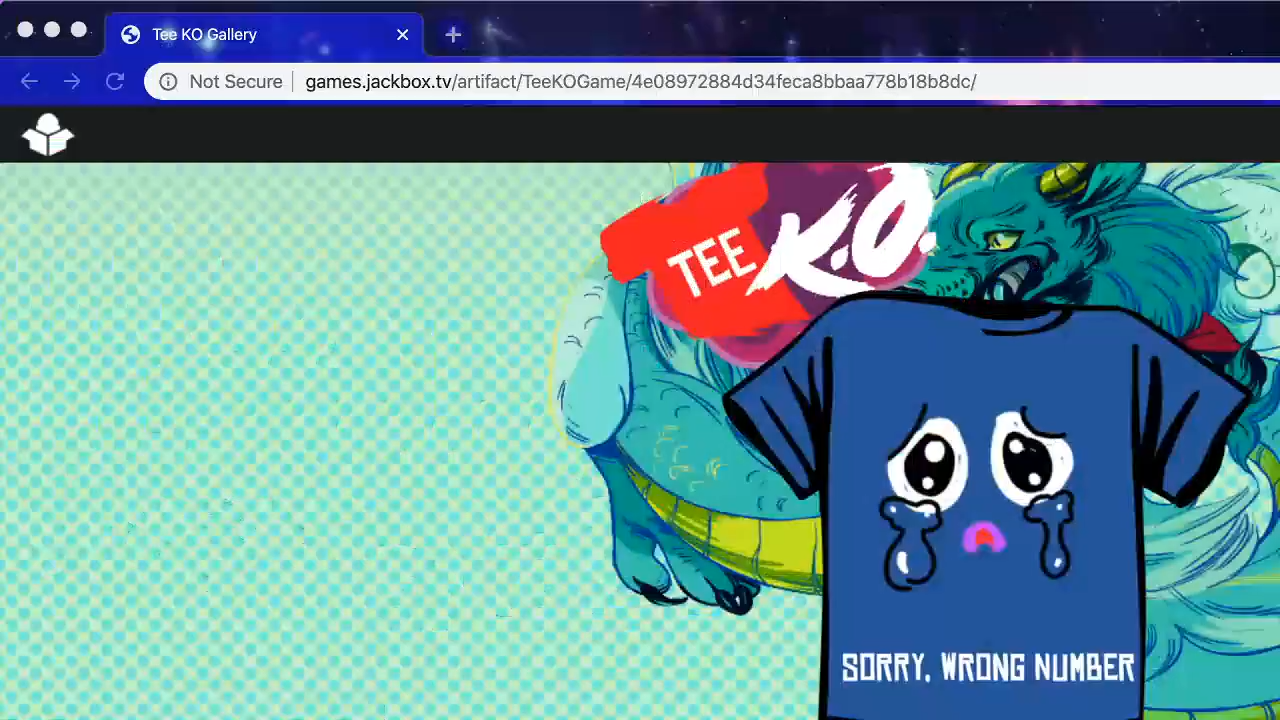 Tee KO Gallery
Not Secure
games.jackbox.tv/artifact/TeeKOGame/4e08972884d34feca8bbaa778b18b8dc/
TEE K.O.
SORRY, WRONG NUMBER